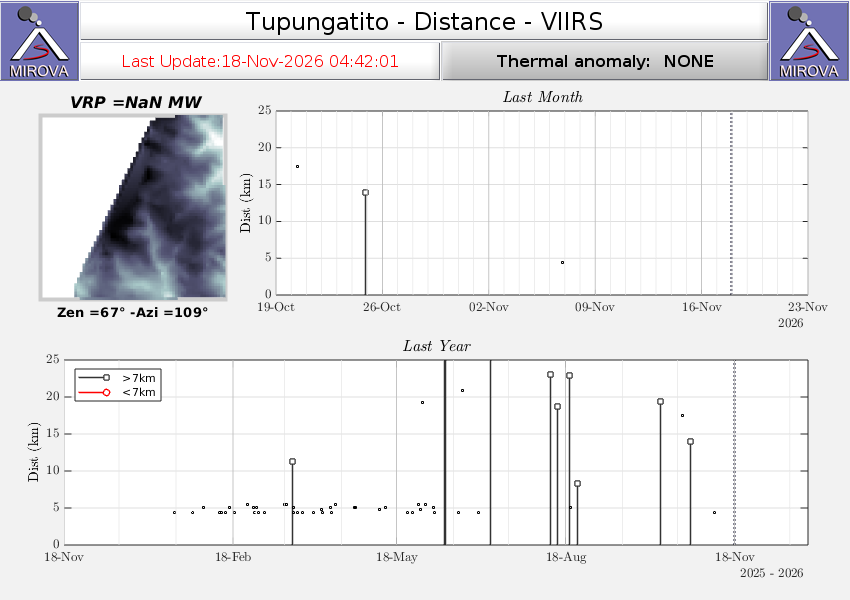 Tupungatito - Distance - VIIRS
MIROVA
Last Update:18-Nov-2026 04:42:01
Thermal anomaly: NONE
MIROVA
VRP =NaN MW
Zen =67° -Azi =109°
Last Month
Dist (km)
25
20
15
10
5
0
19-Oct
26-Oct
02-Nov
09-Nov
16-Nov
23-Nov
2026
Last Year
Dist (km)
25
20
15
10
5
0
>7km
<7km
18-Nov
18-Feb
18-May
18-Aug
18-Nov
2025 - 2026